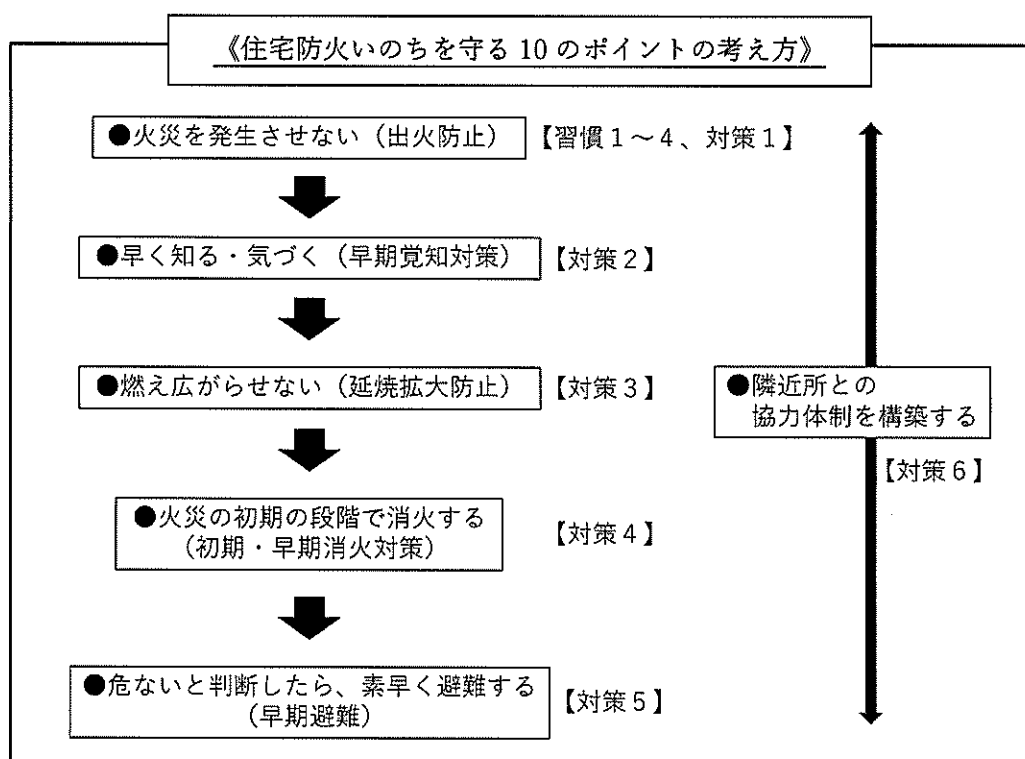 《住宅防火いのちを守る 10 のポイントの考え方》
●火災を発生させない（出火防止） 【習慣１～４、対策１】
●早く知る・気づく（早期覚知対策） 【対策２】
●燃え広がらせない（延焼拡大防止） 【対策３】
●隣近所との
協力体制を構築する
【対策６】
●火災の初期の段階で消火する
（初期・早期消火対策）
【対策４】
●危ないと判断したら、素早く避難する
（早期避難）
【対策５】